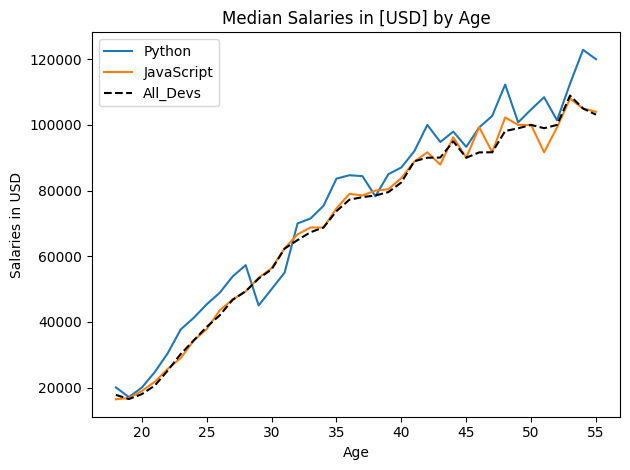 Median Salaries in [USD] by Age
Python
JavaScript
All_Devs
Salaries in USD
120000
100000
80000
60000
40000
20000
20 25 30 35 40 45 50 55
Age